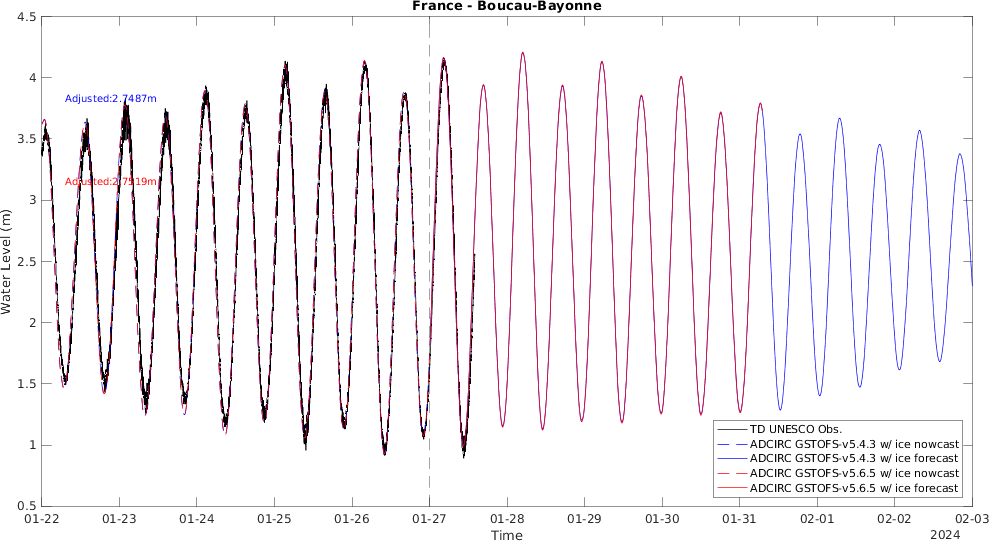 France - Boucau-Bayonne
4.5
4
3.5
3
2.5
2
1.5
1
0.5
Water Level (m)
Adjusted:2.7487m
Adjusted:2.7519m
TD UNESCO Obs.
ADCIRC GSTOFS-v5.4.3 w/ ice nowcast
ADCIRC GSTOFS-v5.4.3 w/ ice forecast
ADCIRC GSTOFS-v5.6.5 w/ ice nowcast
ADCIRC GSTOFS-v5.6.5 w/ ice forecast
01-22 01-23 01-24 01-25 01-26 01-27 01-28 01-29 01-30 01-31 02-01 02-02 02-03
Time
2024